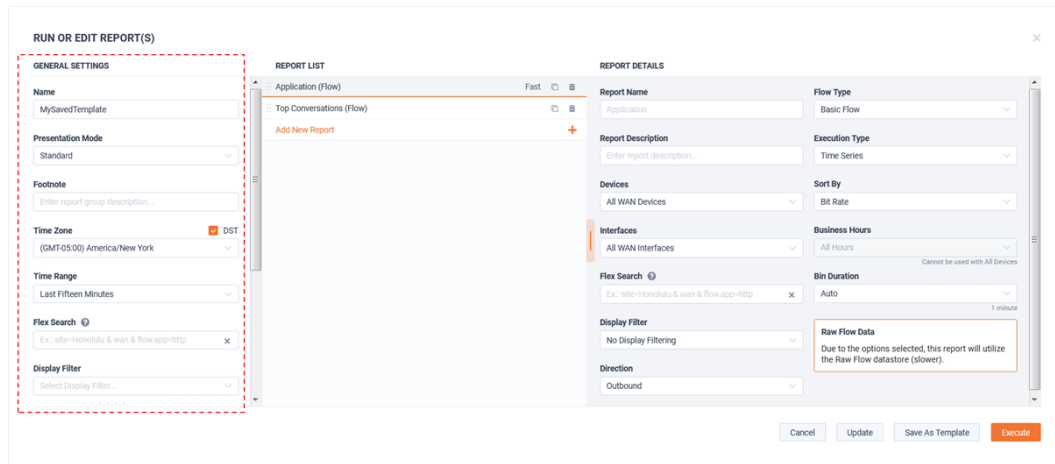 RUN OR EDIT REPORT(S)
GENERAL SETTINGS
Name
MySavedTemplate
Presentation Mode
Standard
Footnote
Enter report group description...
Time Zone
DST
(GMT-05:00) America/New York
Time Range
Last Fifteen Minutes
Flex Search
Ex.: site=Honolulu & wan & flow.app=http
Display Filter
Select Display Filter...
REPORT LIST
Application (Flow) Fast
Top Conversations (Flow)
Add New Report
REPORT DETAILS
Report Name
Application
Report Description
Enter report description...
Devices
All WAN Devices
Interfaces
All WAN Interfaces
Flex Search
Ex.: site=Honolulu & wan & flow.app=http
Display Filter
No Display Filtering
Direction
Outbound
Flow Type
Basic Flow
Execution Type
Time Series
Sort By
Bit Rate
Business Hours
All Hours
Cannot be used with All Devices
Bin Duration
Auto
1 minute
Raw Flow Data
Due to the options selected, this report will utilize
the Raw Flow datastore (slower).
Cancel Update Save As Template Execute